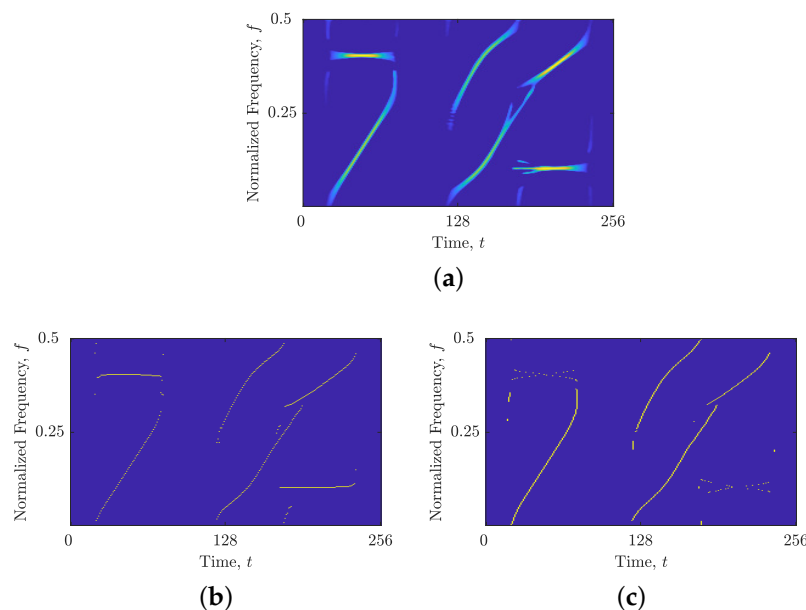 0.5
Normalized Frequency, f
0.25
0
128
256
Time, t
(a)
0.5
Normalized Frequency, f
0.25
0
128
256
Time, t
(b)
0.5
Normalized Frequency, f
0.25
0
128
256
Time, t
(c)